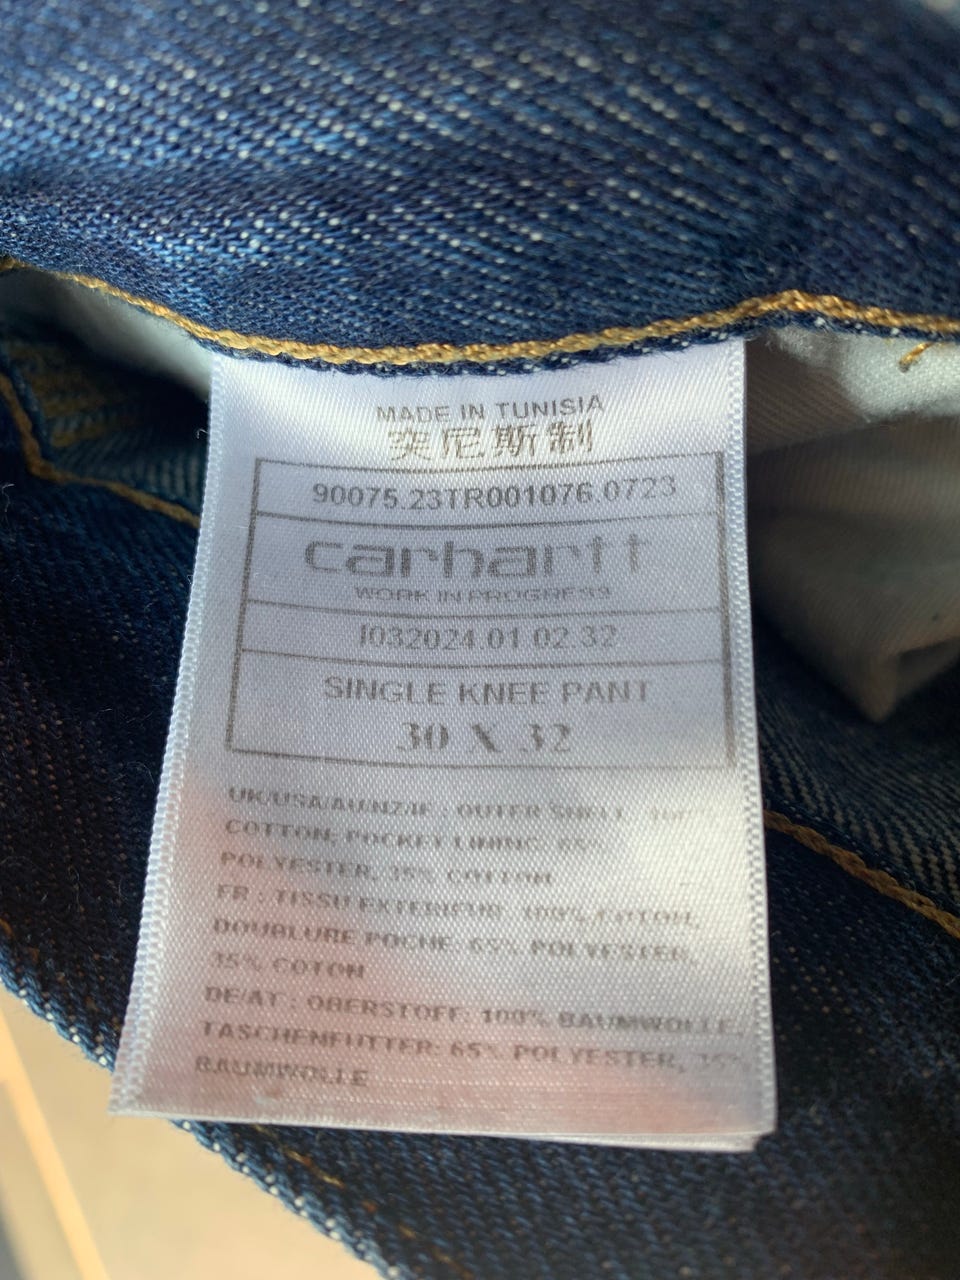 MADE IN TUNISIA
突尼斯制
90075.23TR001076.0723
carhartt
WORK IN PROGRESS
I032024.01 02 32
SINGLE KNEE PANT
30 X 32
UK/USA/AU/NZ/IE : OUTER SHELL: 100%
COTTON; POCKET LINING: 65%
POLYESTER, 35% COTTON
FR : TISSU EXTERIEUR: 100% COTON,
DOUBLURE POCHE: 65% POLYESTER,
35% COTON
DE/AT : OBERSTOFF: 100% BAUMWOLLE,
TASCHENFUTTER: 65% POLYESTER, 35%
BAUMWOLLE